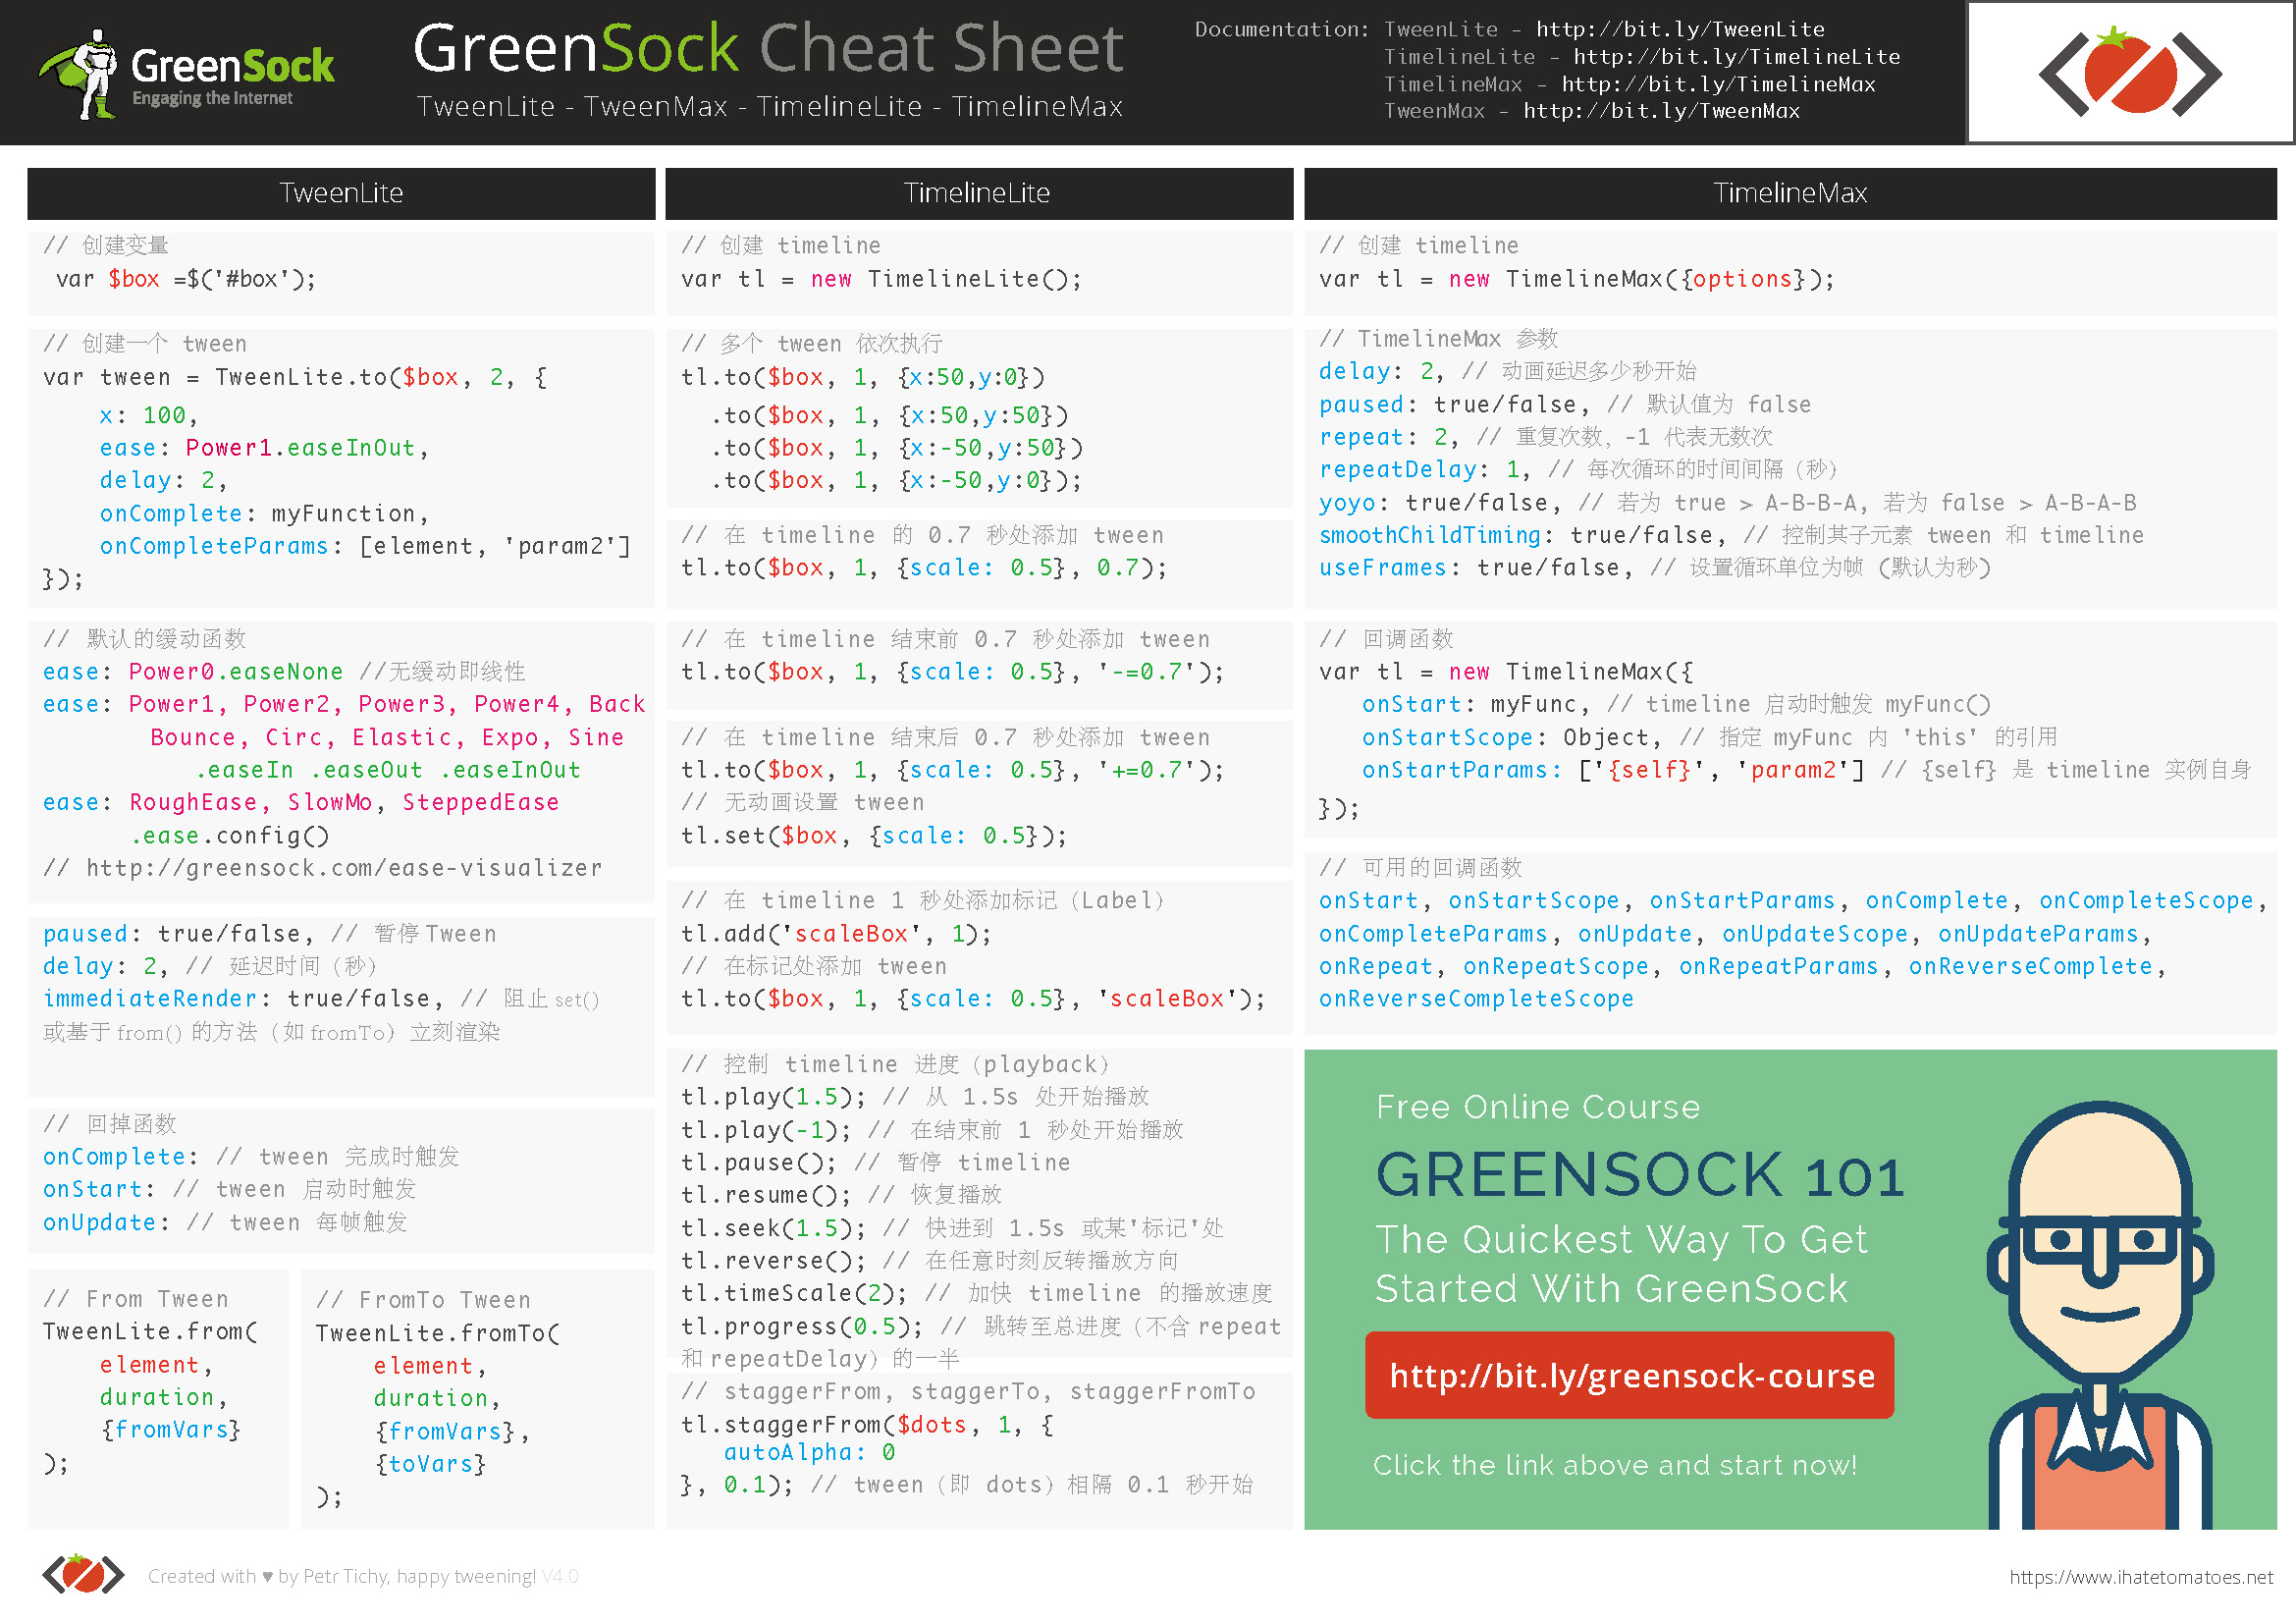 GreenSock
Engaging the Internet
GreenSock Cheat Sheet
TweenLite - TweenMax - TimelineLite - TimelineMax
Documentation: TweenLite - http://bit.ly/TweenLite
TimelineLite - http://bit.ly/TimelineLite
TimelineMax - http://bit.ly/TimelineMax
TweenMax - http://bit.ly/TweenMax
TweenLite
// 创建变量
var $box =$('#box');
// 创建一个 tween
var tween = TweenLite.to($box, 2, {
x: 100,
ease: Power1.easeInOut,
delay: 2,
onComplete: myFunction,
onCompleteParams: [element, 'param2']
});
// 默认的缓动函数
ease: Power0.easeNone //无缓动即线性
ease: Power1, Power2, Power3, Power4, Back
Bounce, Circ, Elastic, Expo, Sine
.easeIn .easeOut .easeInOut
ease: RoughEase, SlowMo, SteppedEase
.ease.config()
// http://greensock.com/ease-visualizer
paused: true/false, // 暂停 Tween
delay: 2, // 延迟时间（秒）
immediateRender: true/false, // 阻止 set()
或基于 from() 的方法（如 fromTo）立刻渲染
// 回掉函数
onComplete: // tween 完成时触发
onStart: // tween 启动时触发
onUpdate: // tween 每帧触发
// From Tween
TweenLite.from(
element,
duration,
{fromVars}
);
// FromTo Tween
TweenLite.fromTo(
element,
duration,
{fromVars},
{toVars}
);
TimelineLite
// 创建 timeline
var tl = new TimelineLite();
// 多个 tween 依次执行
tl.to($box, 1, {x:50,y:0})
.to($box, 1, {x:50,y:50})
.to($box, 1, {x:-50,y:50})
.to($box, 1, {x:-50,y:0});
// 在 timeline 的 0.7 秒处添加 tween
tl.to($box, 1, {scale: 0.5}, 0.7);
// 在 timeline 结束前 0.7 秒处添加 tween
tl.to($box, 1, {scale: 0.5}, '-=0.7');
// 在 timeline 结束后 0.7 秒处添加 tween
tl.to($box, 1, {scale: 0.5}, '+=0.7');
// 无动画设置 tween
tl.set($box, {scale: 0.5});
// 在 timeline 1 秒处添加标记（Label）
tl.add('scaleBox', 1);
// 在标记处添加 tween
tl.to($box, 1, {scale: 0.5}, 'scaleBox');
// 控制 timeline 进度（playback）
tl.play(1.5); // 从 1.5s 处开始播放
tl.play(-1); // 在结束前 1 秒处开始播放
tl.pause(); // 暂停 timeline
tl.resume(); // 恢复播放
tl.seek(1.5); // 快进到 1.5s 或某'标记'处
tl.reverse(); // 在任意时刻反转播放方向
tl.timeScale(2); // 加快 timeline 的播放速度
tl.progress(0.5); // 跳转至总进度（不含 repeat
和 repeatDelay）的一半
// staggerFrom, staggerTo, staggerFromTo
tl.staggerFrom($dots, 1, {
autoAlpha: 0
}, 0.1); // tween（即 dots）相隔 0.1 秒开始
TimelineMax
// 创建 timeline
var tl = new TimelineMax({options});
// TimelineMax 参数
delay: 2, // 动画延迟多少秒开始
paused: true/false, // 默认值为 false
repeat: 2, // 重复次数, -1 代表无数次
repeatDelay: 1, // 每次循环的时间间隔（秒）
yoyo: true/false, // 若为 true > A-B-B-A, 若为 false > A-B-A-B
smoothChildTiming: true/false, // 控制其子元素 tween 和 timeline
useFrames: true/false, // 设置循环单位为帧 (默认为秒)
// 回调函数
var tl = new TimelineMax({
onStart: myFunc, // timeline 启动时触发 myFunc()
onStartScope: Object, // 指定 myFunc 内 'this' 的引用
onStartParams: ['{self}', 'param2'] // {self} 是 timeline 实例自身
});
// 可用的回调函数
onStart, onStartScope, onStartParams, onComplete, onCompleteScope,
onCompleteParams, onUpdate, onUpdateScope, onUpdateParams,
onRepeat, onRepeatScope, onRepeatParams, onReverseComplete,
onReverseCompleteScope
Free Online Course
GREENSOCK 101
The Quickest Way To Get
Started With GreenSock
http://bit.ly/greensock-course
Click the link above and start now!
Created with ♥ by Petr Tichy, happy tweening! V4.0
https://www.ihatetomatoes.net